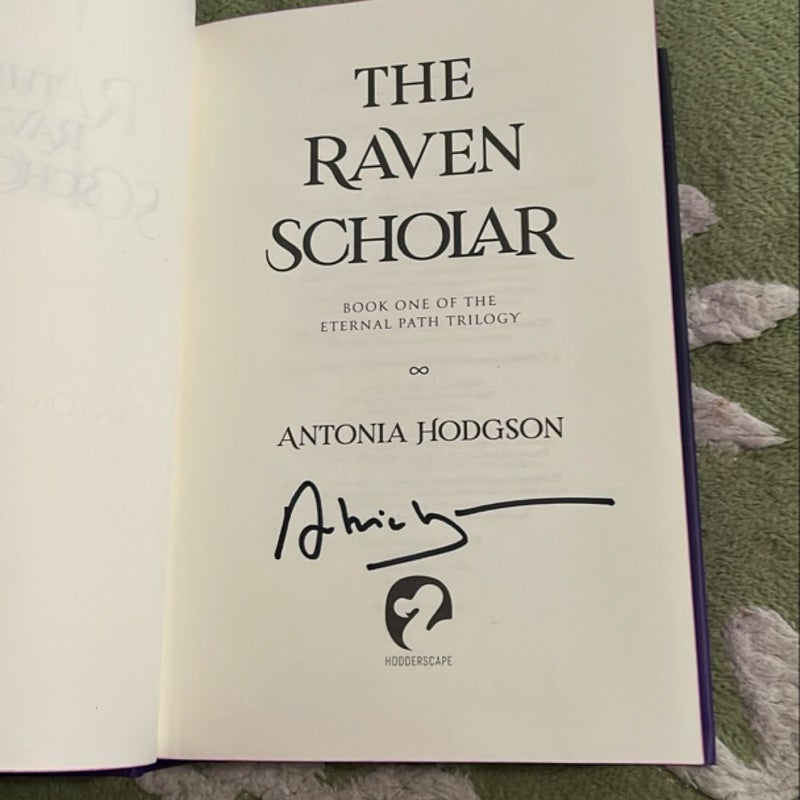 THE
RAVEN
SCHOLAR
BOOK ONE OF THE
ETERNAL PATH TRILOGY
∞
ANTONIA HODGSON
HODDERSCAPE